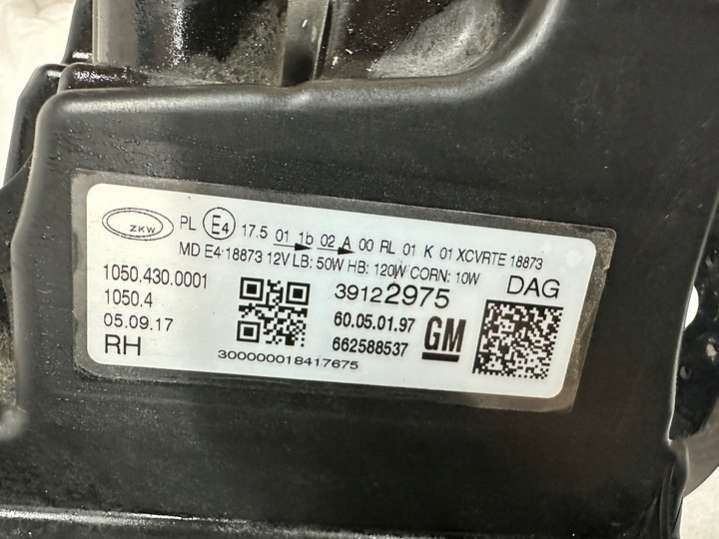 ZKW PL E4 17.5 01 1b 02 A 00 RL 01 K 01 XCVRTE 18873
MD E4 18873 12V LB: 50W HB: 120W CORN: 10W
1050.430.0001
1050.4
05.09.17
RH
39122975
60.05.01.97
662588537
GM
DAG
300000018417675